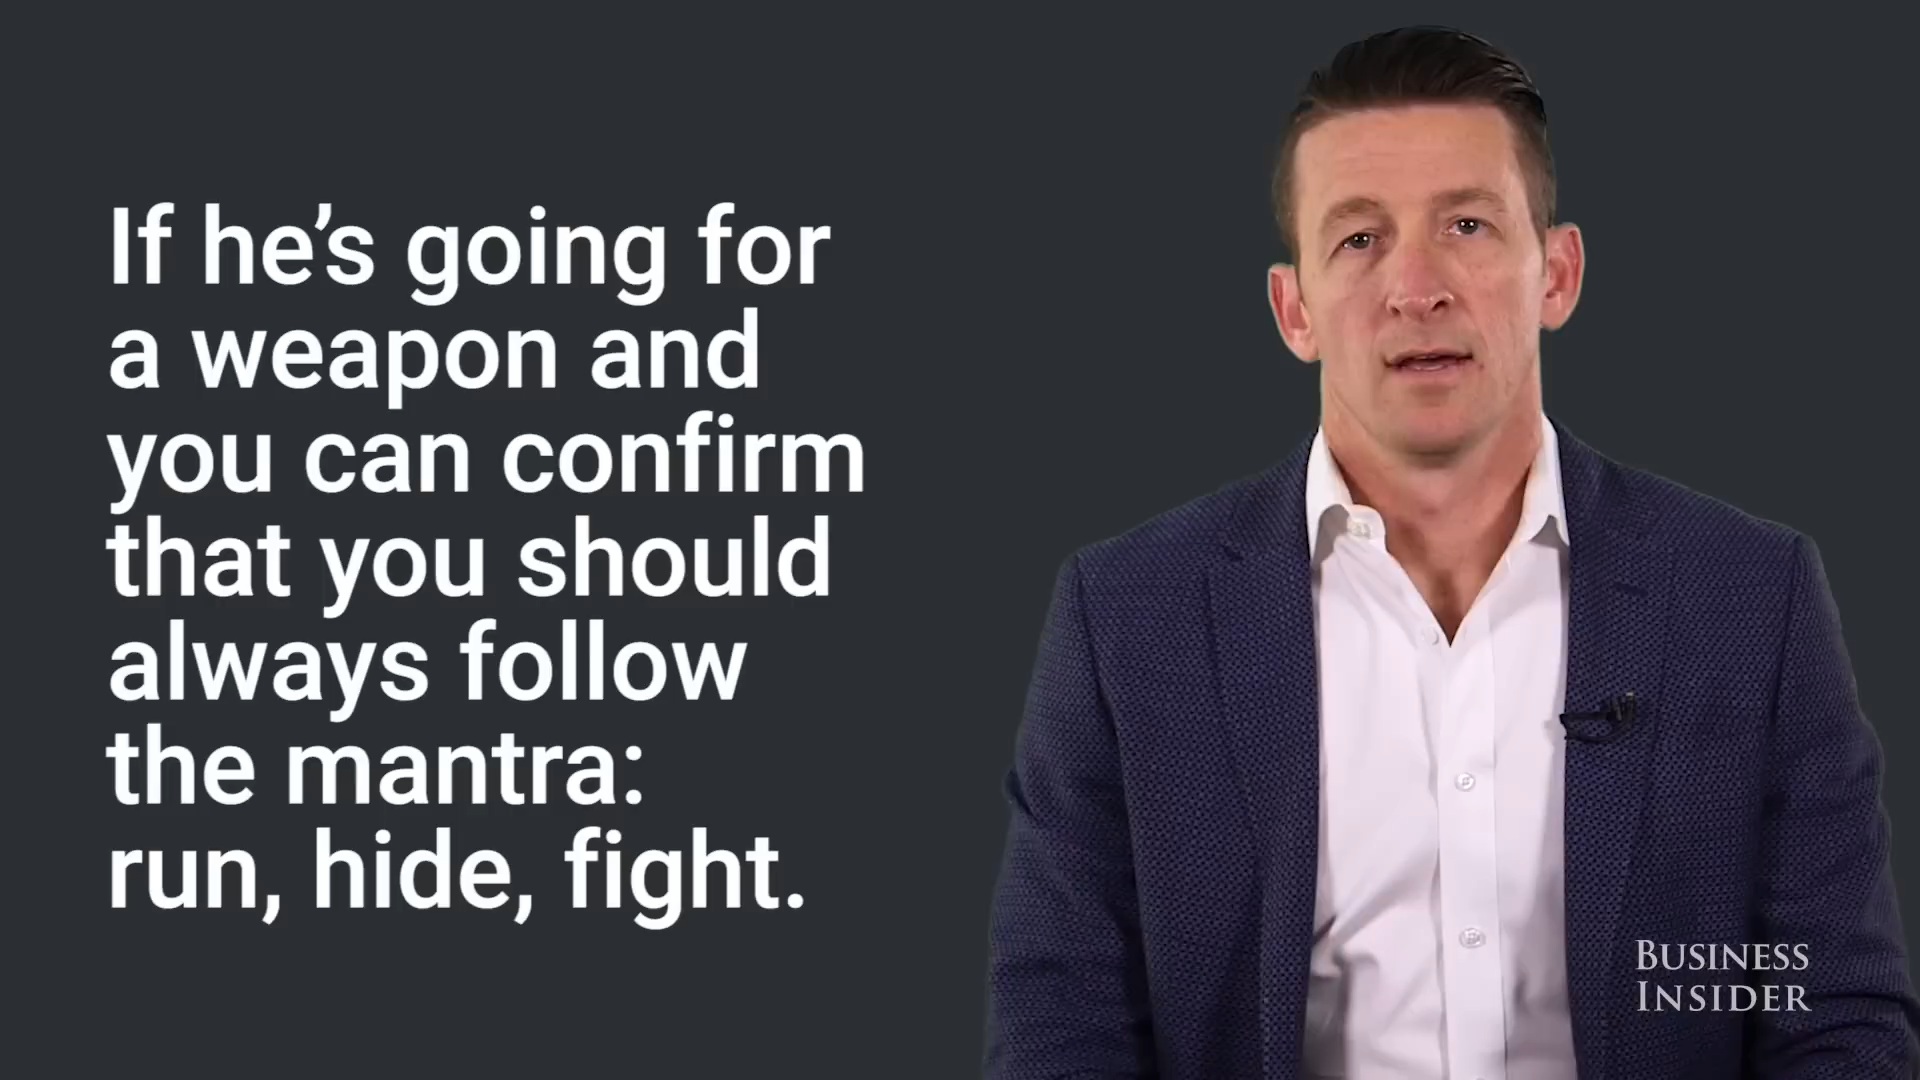 If he’s going for
a weapon and
you can confirm
that you should
always follow
the mantra:
run, hide, fight.
BUSINESS
INSIDER